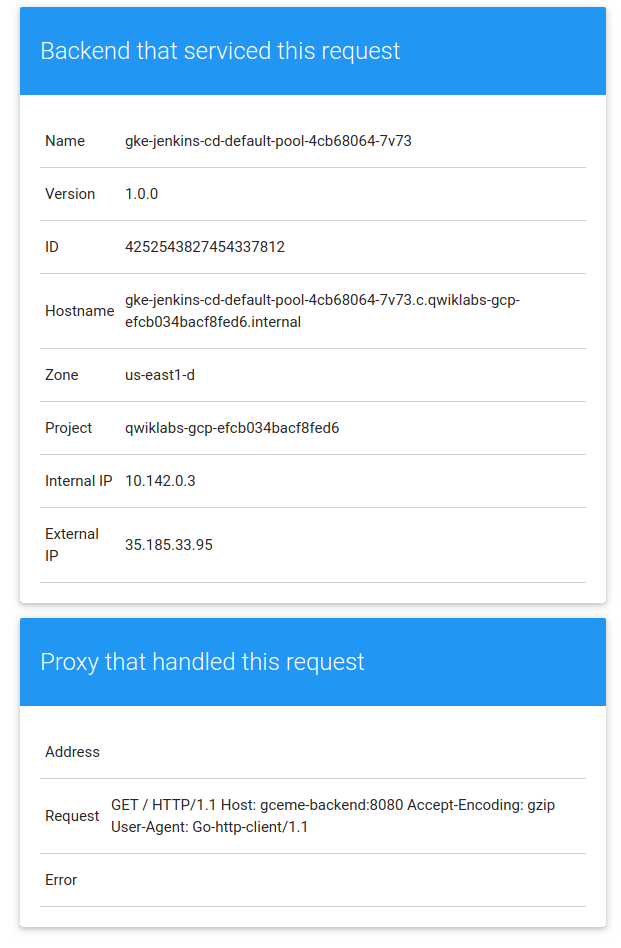 Backend that serviced this request
Name gke-jenkins-cd-default-pool-4cb68064-7v73
Version 1.0.0
ID 4252543827454337812
Hostname gke-jenkins-cd-default-pool-4cb68064-7v73.c.qwiklabs-gcp-
efcb034bacf8fed6.internal
Zone us-east1-d
Project qwiklabs-gcp-efcb034bacf8fed6
Internal IP 10.142.0.3
External
IP 35.185.33.95
Proxy that handled this request
Address
Request GET / HTTP/1.1 Host: gceme-backend:8080 Accept-Encoding: gzip
User-Agent: Go-http-client/1.1
Error